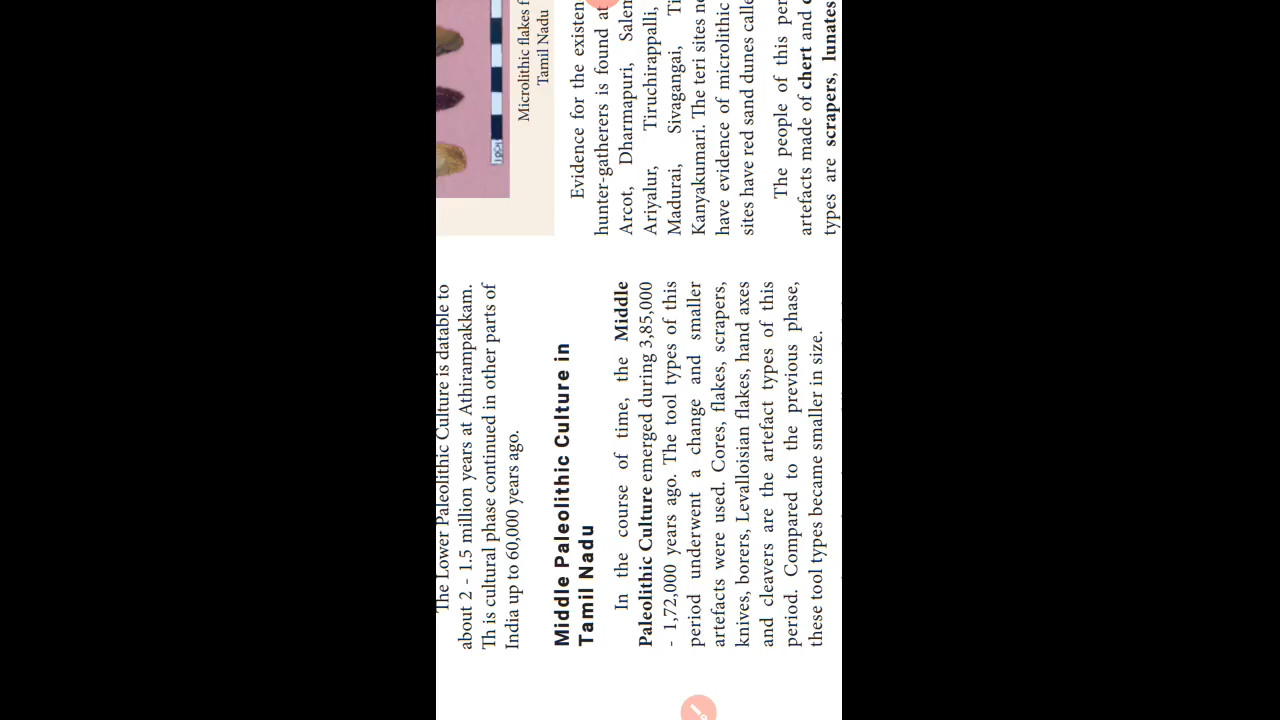 The Lower Paleolithic Culture is datable to
about 2 - 1.5 million years at Athirampakkam.
Th is cultural phase continued in other parts of
India up to 60,000 years ago.
Middle Paleolithic Culture in
Tamil Nadu
In the course of time, the Middle
Paleolithic Culture emerged during 3,85,000
- 1,72,000 years ago. The tool types of this
period underwent a change and smaller
artefacts were used. Cores, flakes, scrapers,
knives, borers, Levalloisian flakes, hand axes
and cleavers are the artefact types of this
period. Compared to the previous phase,
these tool types became smaller in size.
Microlithic flakes
Tamil Nadu
Evidence for the
hunter-gatherers is found at
Arcot, Dharmapuri, Salem
Ariyalur, Tiruchirappalli,
Madurai, Sivagangai,
Kanyakumari. The teri sites
have evidence of microlithic
sites have red sand dunes
The people of this
artefacts made of chert and
types are scrapers, lunates